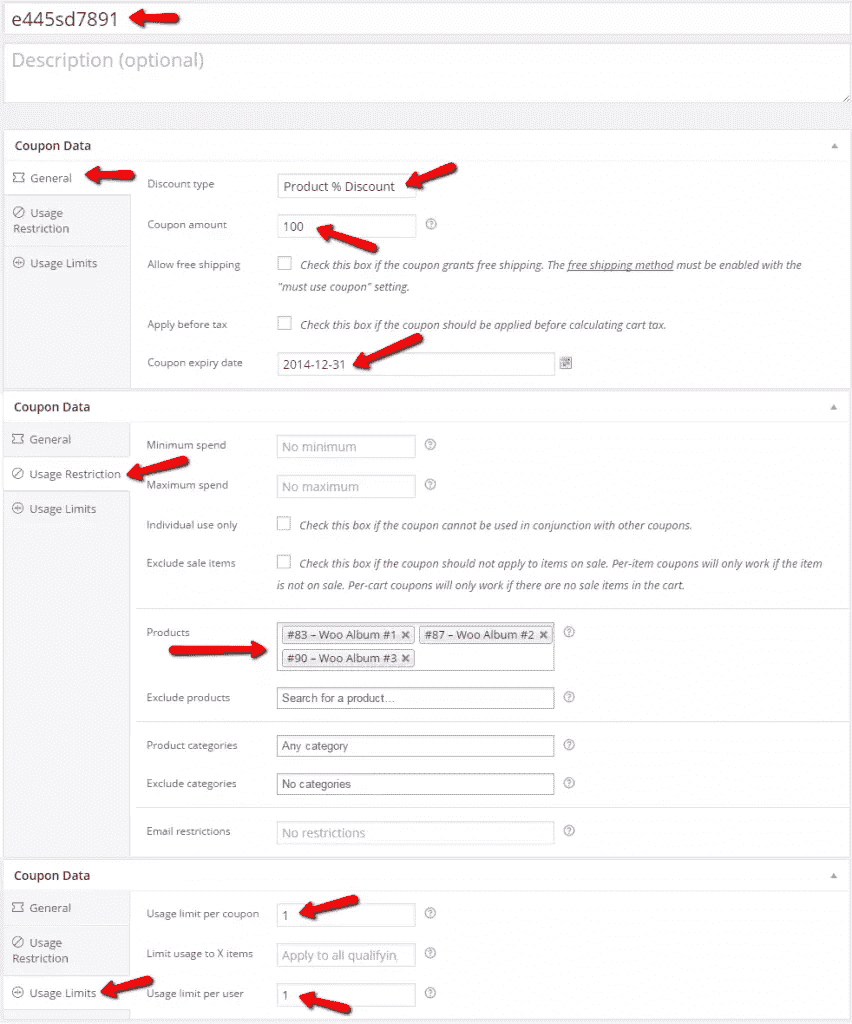 e445sd7891
Description (optional)
Coupon Data
General
Usage
Restriction
Usage Limits
Discount type
Product % Discount
Coupon amount
100
Allow free shipping
Check this box if the coupon grants free shipping. The free shipping method must be enabled with the
"must use coupon" setting.
Apply before tax
Check this box if the coupon should be applied before calculating cart tax.
Coupon expiry date
2014-12-31
Coupon Data
General
Usage Restriction
Usage Limits
Minimum spend
No minimum
Maximum spend
No maximum
Individual use only
Check this box if the coupon cannot be used in conjunction with other coupons.
Exclude sale items
Check this box if the coupon should not apply to items on sale. Per-item coupons will only work if the item
is not on sale. Per-cart coupons will only work if there are no sale items in the cart.
Products
#83 – Woo Album #1 × #87 – Woo Album #2 ×
#90 – Woo Album #3 ×
Exclude products
Search for a product...
Product categories
Any category
Exclude categories
No categories
Email restrictions
No restrictions
Coupon Data
General
Usage
Restriction
Usage Limits
Usage limit per coupon
1
Limit usage to X items
Apply to all qualifyin
Usage limit per user
1